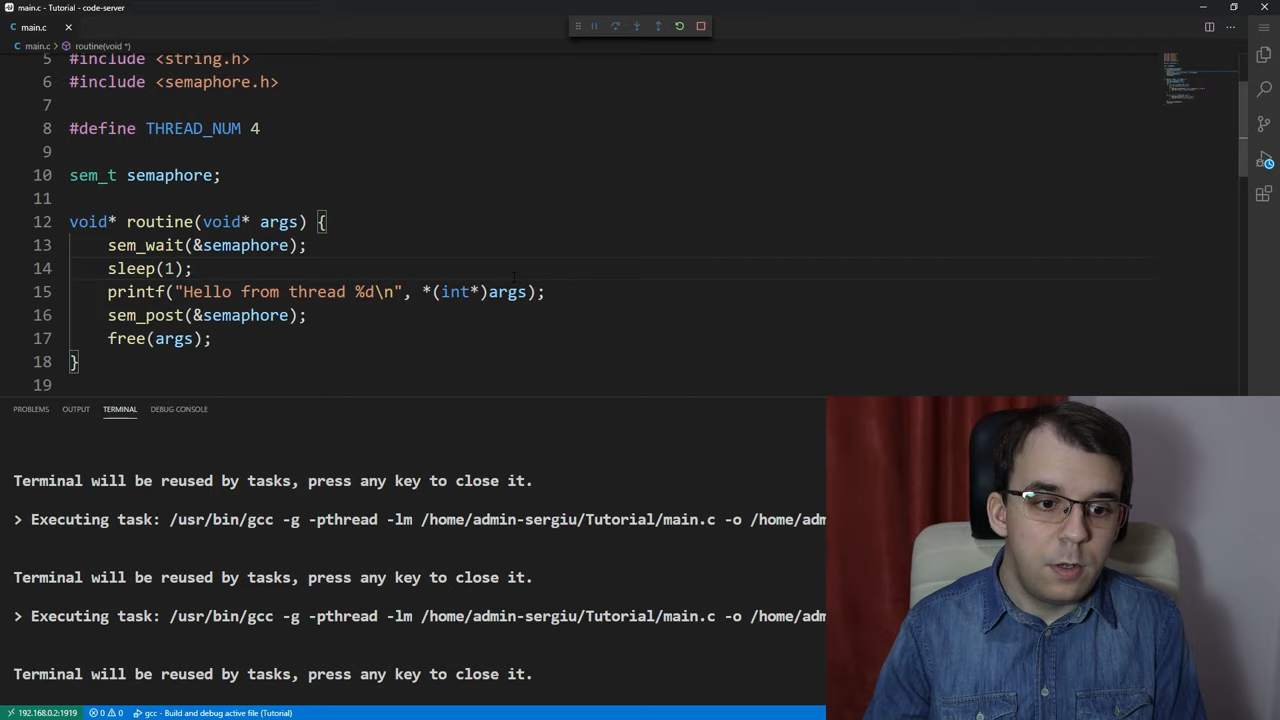 main.c - Tutorial - code-server
main.c
main.c > routine(void *)
5 #include <string.h>
6 #include <semaphore.h>
7
8 #define THREAD_NUM 4
9
10 sem_t semaphore;
11
12 void* routine(void* args) {
13 sem_wait(&semaphore);
14 sleep(1);
15 printf("Hello from thread %d\n", *(int*)args);
16 sem_post(&semaphore);
17 free(args);
18 }
19
PROBLEMS OUTPUT TERMINAL DEBUG CONSOLE
Terminal will be reused by tasks, press any key to close it.
> Executing task: /usr/bin/gcc -g -pthread -lm /home/admin-sergiu/Tutorial/main.c -o /home/adm
Terminal will be reused by tasks, press any key to close it.
> Executing task: /usr/bin/gcc -g -pthread -lm /home/admin-sergiu/Tutorial/main.c -o /home/adm
Terminal will be reused by tasks, press any key to close it.
192.168.0.2:1919 0 0 gcc - Build and debug active file (Tutorial)